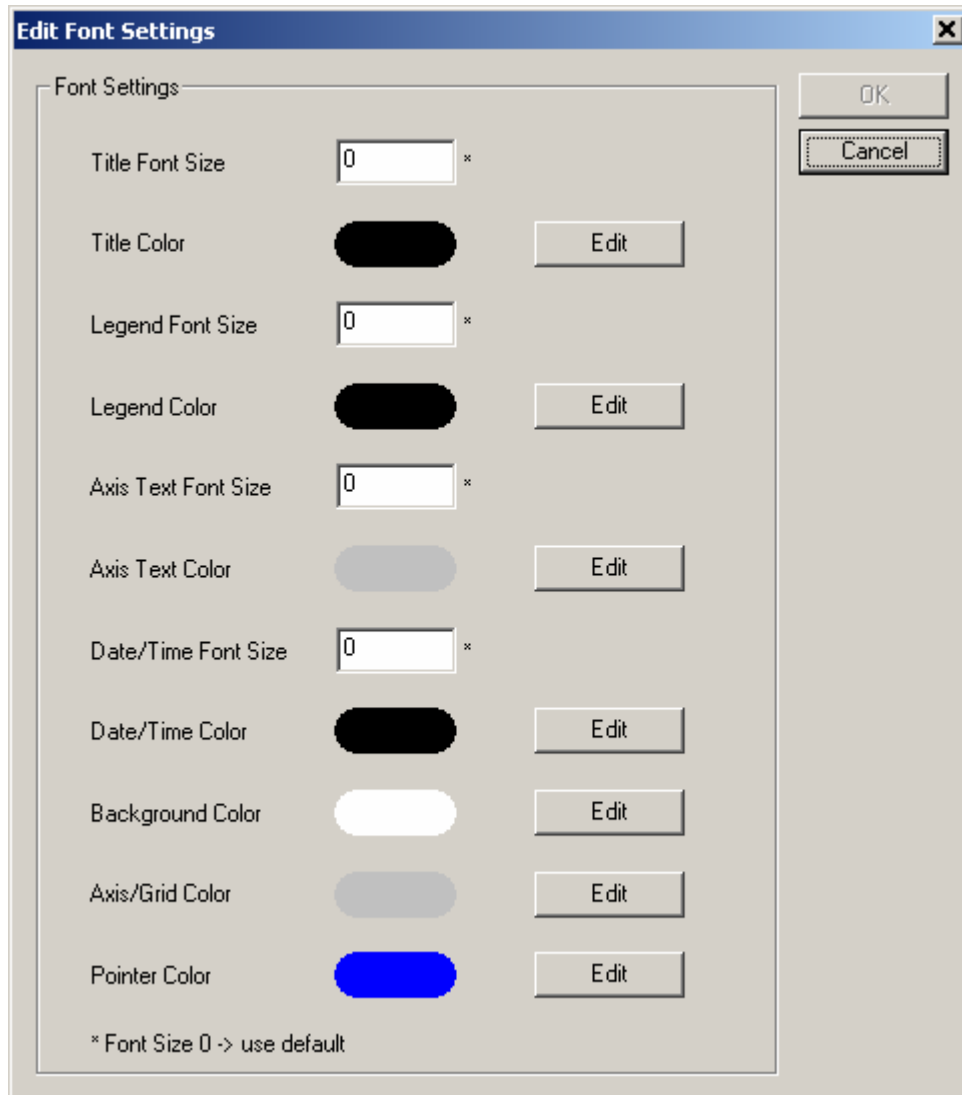 Edit Font Settings
Font Settings
OK
Cancel
Title Font Size 0 *
Title Color Edit
Legend Font Size 0 *
Legend Color Edit
Axis Text Font Size 0 *
Axis Text Color Edit
Date/Time Font Size 0 *
Date/Time Color Edit
Background Color Edit
Axis/Grid Color Edit
Pointer Color Edit
* Font Size 0 -> use default